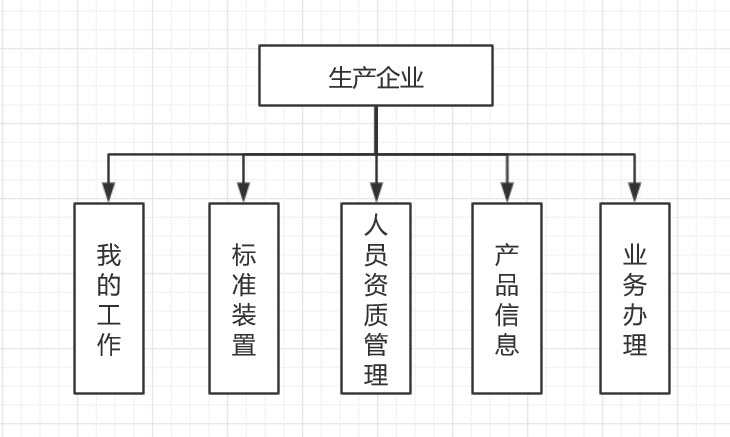 生产企业
我的工作
标准装置
人员资质管理
产品信息
业务办理